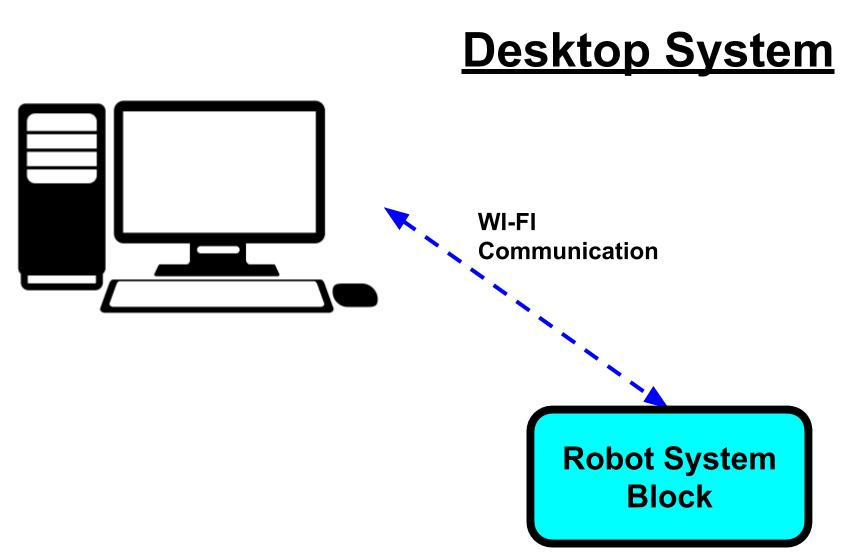 Desktop System
WI-FI
Communication
Robot System
Block